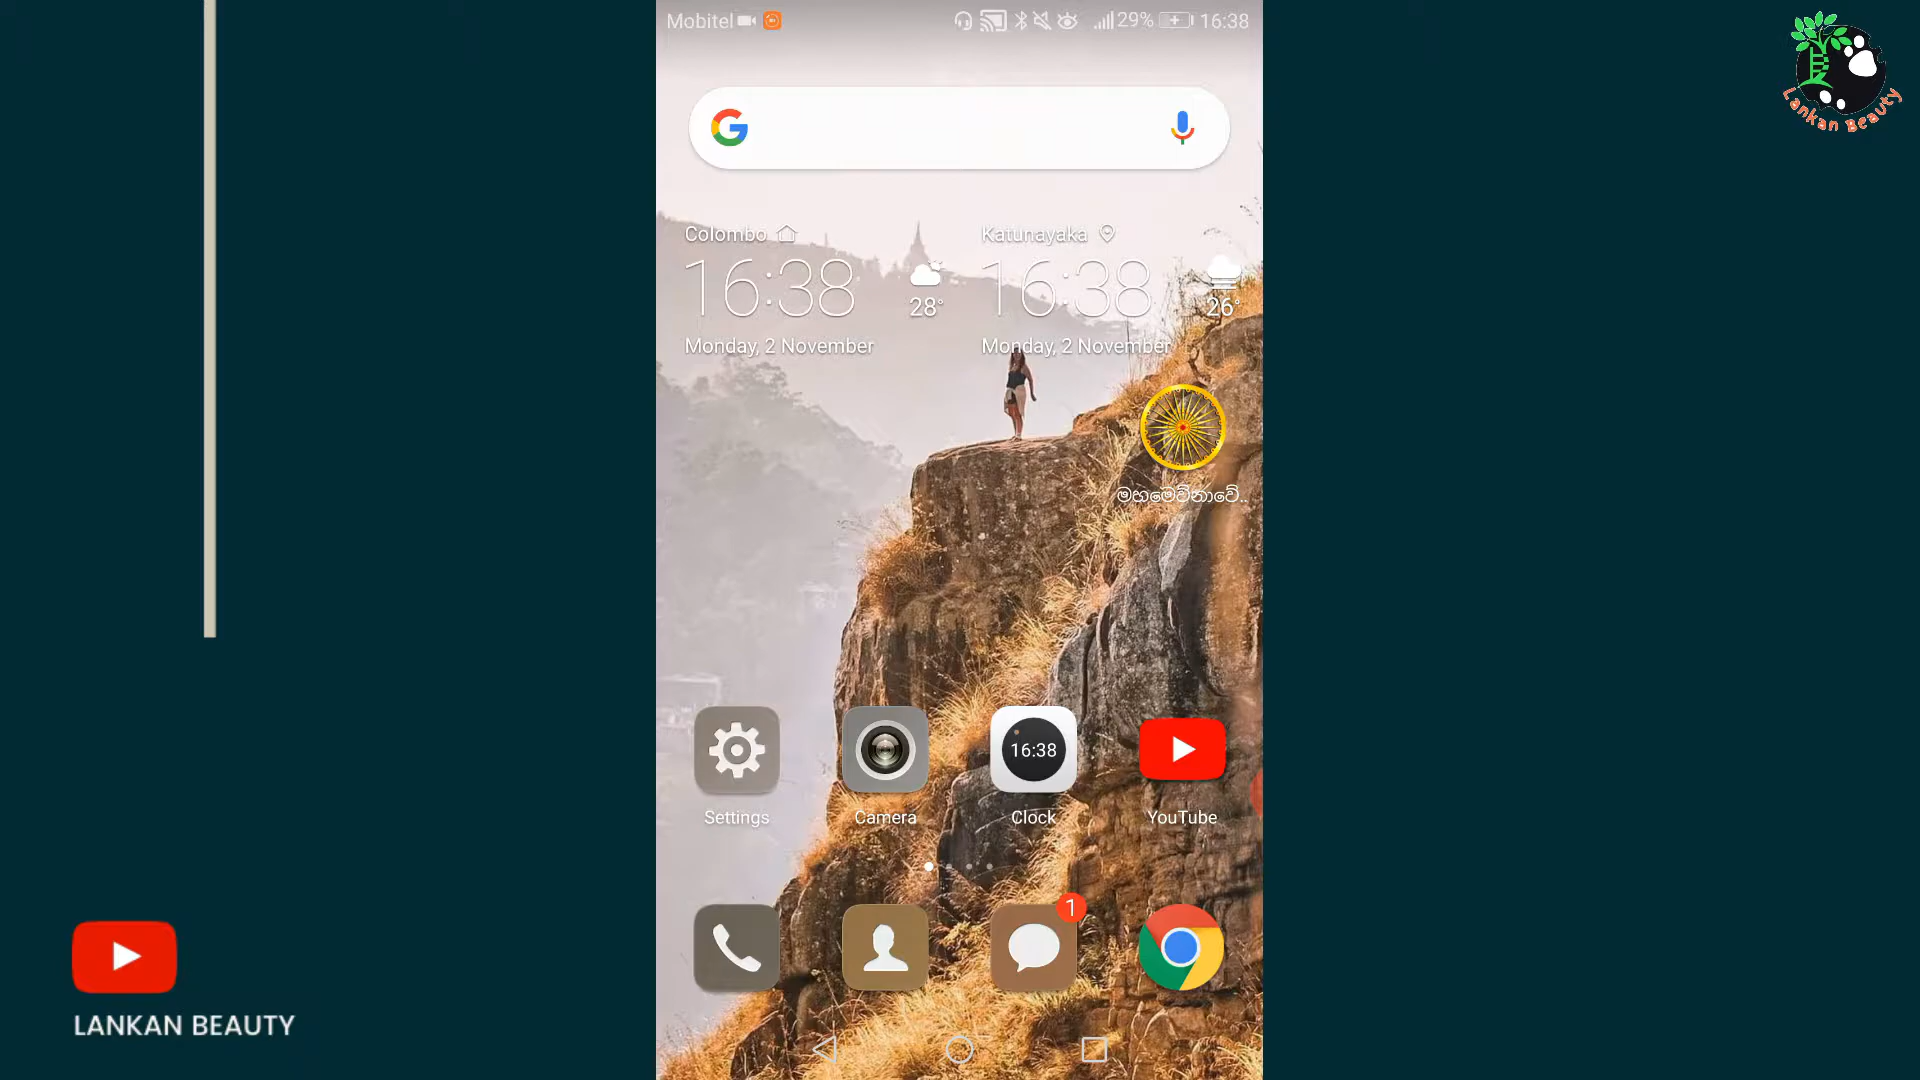 Mobitel
29%
16:38
Lankan Beauty
Colombo
Katunayaka
16:38
28°
16:38
26°
Monday, 2 November
Monday, 2 November
මහමෙව්නාවේ..
16:38
Settings
Camera
Clock
YouTube
1
LANKAN BEAUTY